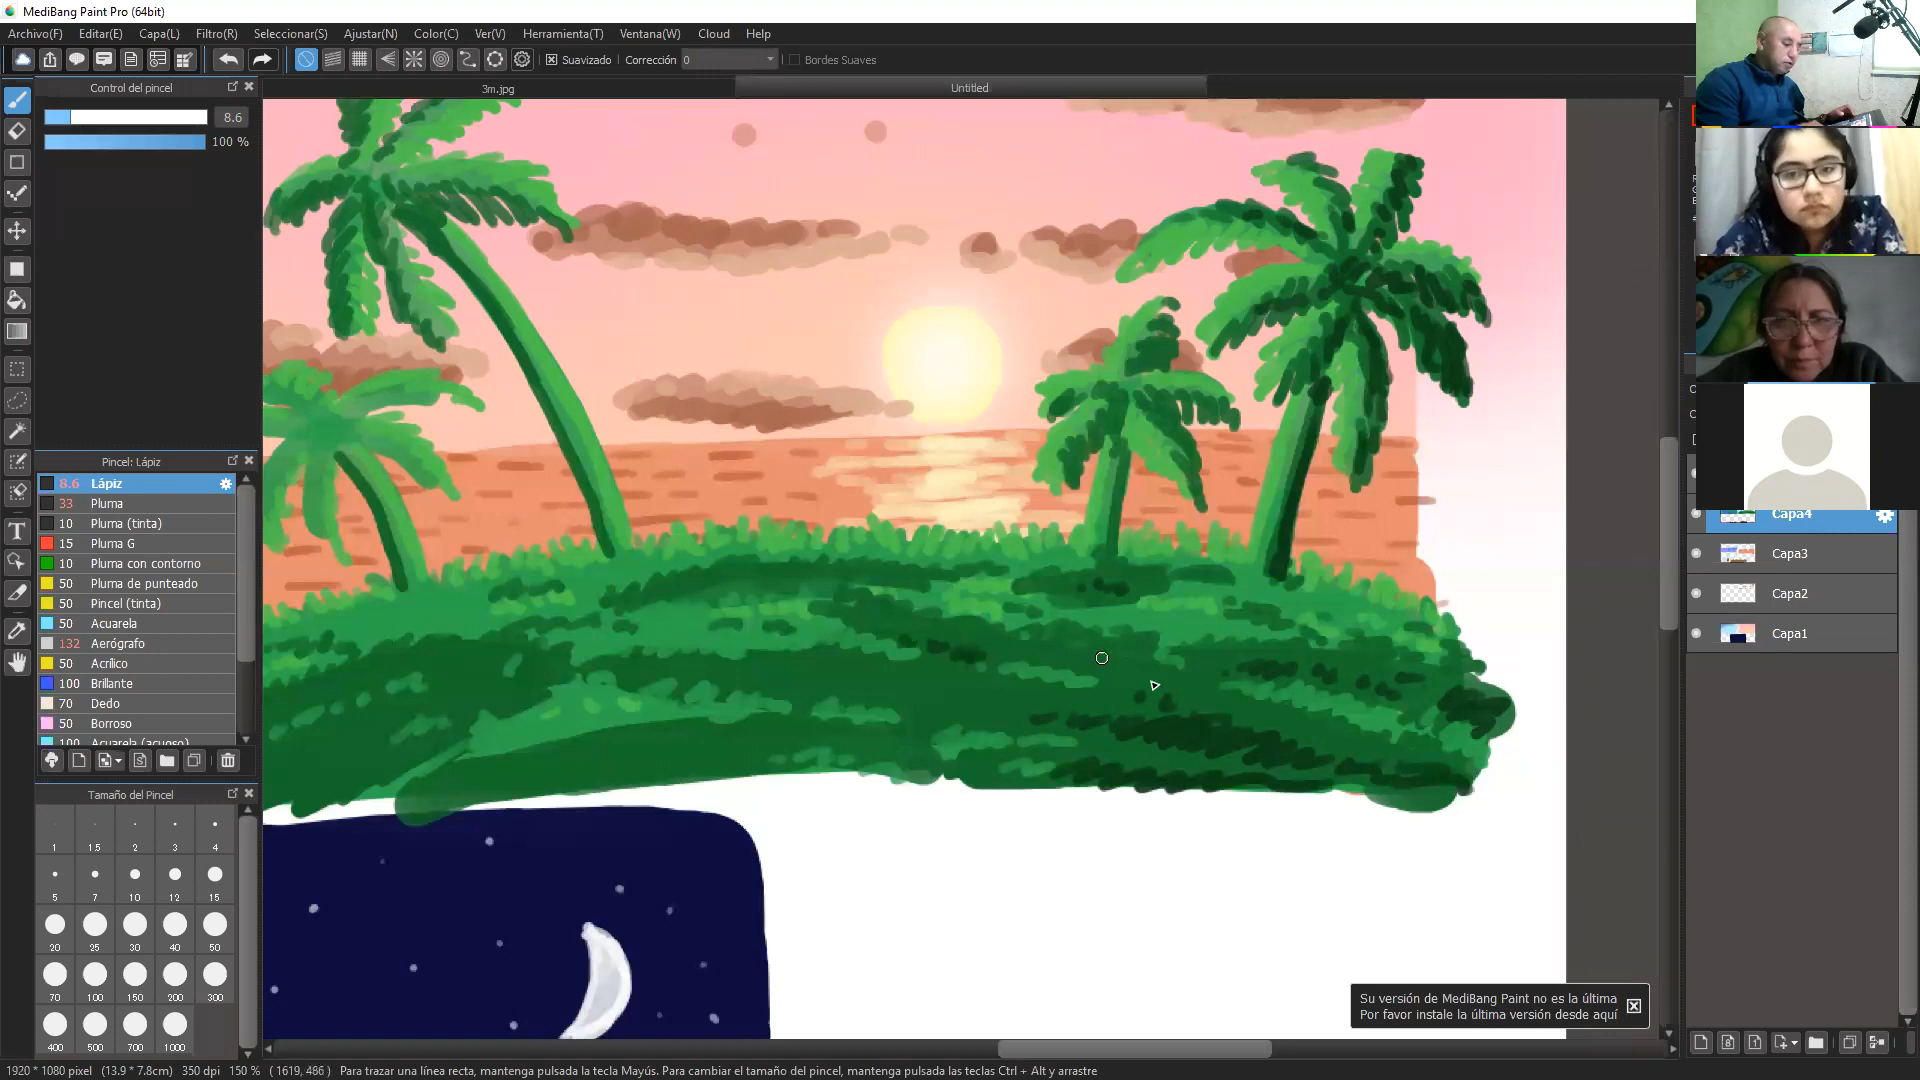 MediBang Paint Pro (64bit)
Archivo(F) Editar(E) Capa(L) Filtro(R) Seleccionar(S) Ajustar(N) Color(C) Ver(V) Herramienta(T) Ventana(W) Cloud Help
Suavizado Corrección 0 Bordes Suaves
Control del pincel
3m.jpg Untitled
8.6
100 %
Pincel: Lápiz
8.6 Lápiz
33 Pluma
10 Pluma (tinta)
15 Pluma G
10 Pluma con contorno
50 Pluma de punteado
50 Pincel (tinta)
50 Acuarela
132 Aerógrafo
50 Acrílico
100 Brillante
70 Dedo
50 Borroso
100 Acuarela (acuoso)
Tamaño del Pincel
1 1.5 2 3 4
5 7 10 12 15
20 25 30 40 50
70 100 150 200 300
400 500 700 1000
Capa4
Capa3
Capa2
Capa1
Su versión de MediBang Paint no es la última
Por favor instale la última versión desde aquí
1920 * 1080 pixel (13.9 * 7.8cm) 350 dpi 150 % ( 1619, 466 ) Para trazar una línea recta, mantenga pulsada la tecla Mayús. Para cambiar el tamaño del pincel, mantenga pulsada las teclas Ctrl + Alt y arrastre